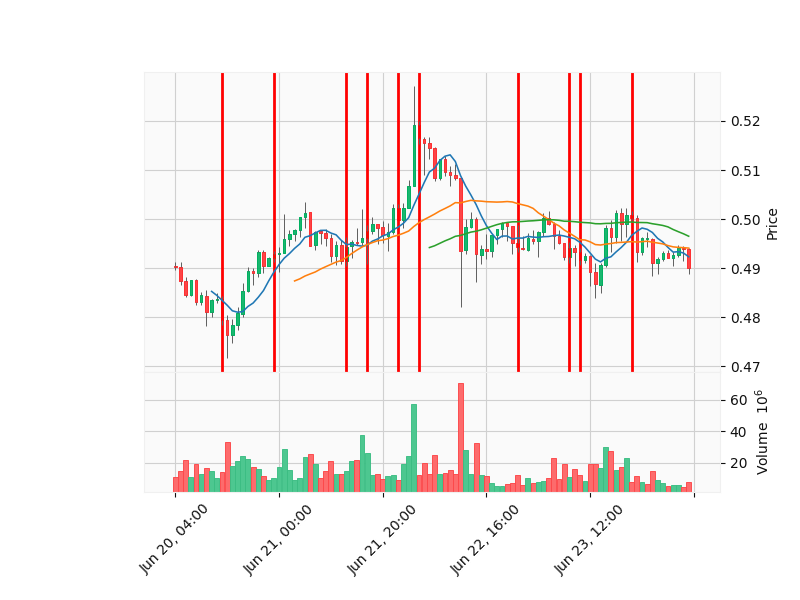 0.52
0.51
0.50
0.49
0.48
0.47
Price
60
40
20
Volume 10^6
Jun 20, 04:00
Jun 21, 00:00
Jun 21, 20:00
Jun 22, 16:00
Jun 23, 12:00